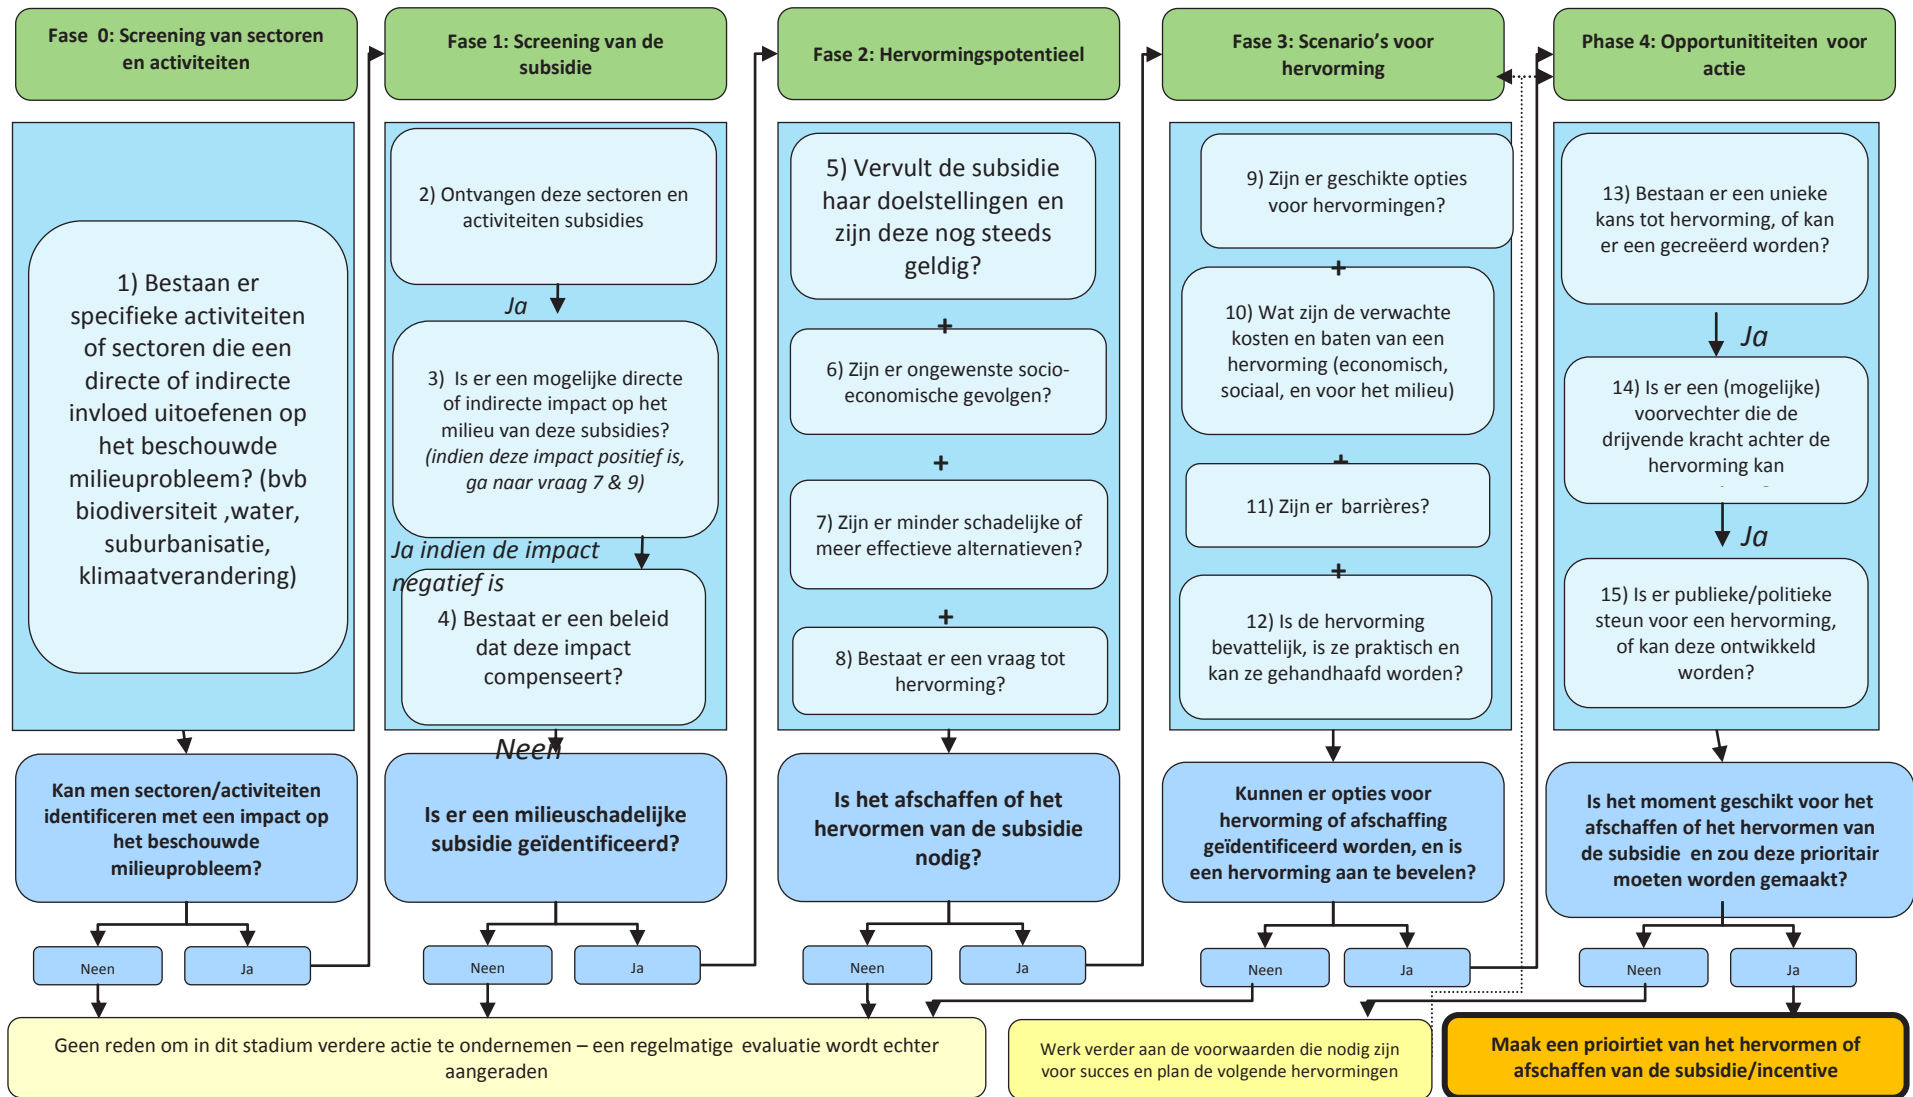 Fase 0: Screening van sectoren
en activiteiten
Fase 1: Screening van de
subsidie
Fase 2: Hervormingspotentieel
Fase 3: Scenario's voor
hervorming
Phase 4: Opportunititeiten voor
actie
1) Bestaan er
specifieke activiteiten
of sectoren die een
directe of indirecte
invloed uitoefenen op
het beschouwde
milieuprobleem? (bvb
biodiversiteit ,water,
suburbanisatie,
klimaatverandering)
2) Ontvangen deze sectoren en
activiteiten subsidies
Ja
3) Is er een mogelijke directe
of indirecte impact op het
milieu van deze subsidies?
(indien deze impact positief is,
ga naar vraag 7 & 9)
Ja indien de impact
negatief is
4) Bestaat er een beleid
dat deze impact
compenseert?
Neen
5) Vervult de subsidie
haar doelstellingen en
zijn deze nog steeds
geldig?
+
6) Zijn er ongewenste socio-
economische gevolgen?
+
7) Zijn er minder schadelijke of
meer effectieve alternatieven?
+
8) Bestaat er een vraag tot
hervorming?
9) Zijn er geschikte opties
voor hervormingen?
+
10) Wat zijn de verwachte
kosten en baten van een
hervorming (economisch,
sociaal, en voor het milieu)
+
11) Zijn er barrières?
+
12) Is de hervorming
bevattelijk, is ze praktisch en
kan ze gehandhaafd worden?
13) Bestaan er een unieke
kans tot hervorming, of kan
er een gecreëerd worden?
Ja
14) Is er een (mogelijke)
voorvechter die de
drijvende kracht achter de
hervorming kan
Ja
15) Is er publieke/politieke
steun voor een hervorming,
of kan deze ontwikkeld
worden?
Kan men sectoren/activiteiten
identificeren met een impact op
het beschouwde
milieuprobleem?
Is er een milieuschadelijke
subsidie geïdentificeerd?
Is het afschaffen of het
hervormen van de subsidie
nodig?
Kunnen er opties voor
hervorming of afschaffing
geïdentificeerd worden, en is
een hervorming aan te bevelen?
Is het moment geschikt voor het
afschaffen of het hervormen van
de subsidie en zou deze prioritair
moeten worden gemaakt?
Neen
Ja
Neen
Ja
Neen
Ja
Neen
Ja
Neen
Ja
Geen reden om in dit stadium verdere actie te ondernemen – een regelmatige evaluatie wordt echter
aangeraden
Werk verder aan de voorwaarden die nodig zijn
voor succes en plan de volgende hervormingen
Maak een prioirtiet van het hervormen of
afschaffen van de subsidie/incentive